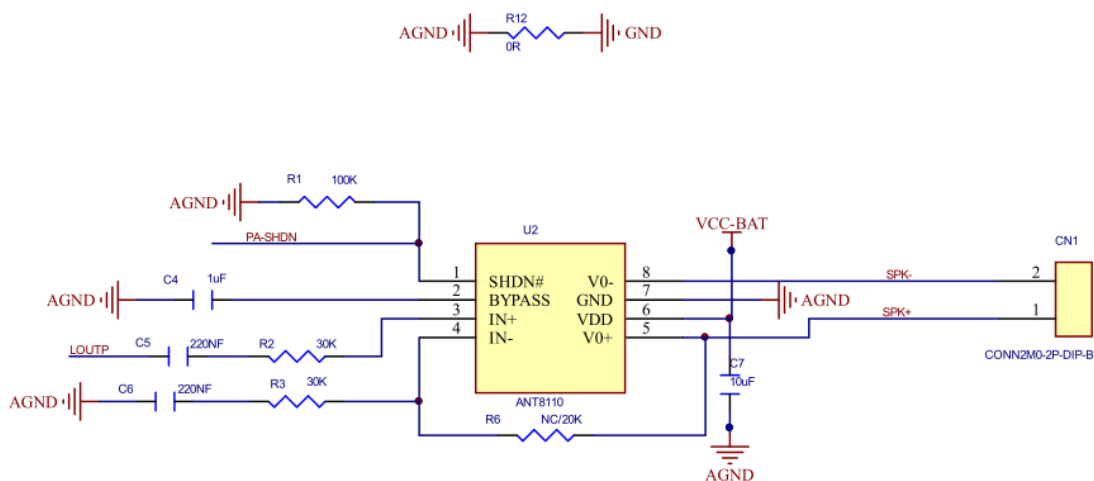 R12
AGND GND
0R
R1 100K
AGND
PA-SHDN
U2
VCC-BAT
CN1
C4 1uF
AGND
1 SHDN# V0- 8 SPK- 2
2 BYPASS GND 7 AGND
3 IN+ VDD 6 SPK+ 1
4 IN- V0+ 5
C5 220NF R2 30K
LOUTP
CONN2M0-2P-DIP-B
C7
10uF
C6 220NF R3 30K
AGND
ANT8110
R6 NC/20K
AGND